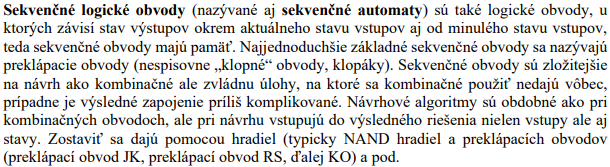 Sekvenčné logické obvody (nazývané aj sekvenčné automaty) sú také logické obvody, u
ktorých závisí stav výstupov okrem aktuálneho stavu vstupov aj od minulého stavu vstupov,
teda sekvenčné obvody majú pamäť. Najjednoduchšie základné sekvenčné obvody sa nazývajú
preklápacie obvody (nespisovne „klopné“ obvody, klopáky). Sekvenčné obvody sú zložitejšie
na návrh ako kombinačné ale zvládnu úlohy, na ktoré sa kombinačné použiť nedajú vôbec,
prípadne je výsledné zapojenie príliš komplikované. Návrhové algoritmy sú obdobné ako pri
kombinačných obvodoch, ale pri návrhu vstupujú do výsledného riešenia nielen vstupy ale aj
stavy. Zostaviť sa dajú pomocou hradiel (typicky NAND hradiel a preklápacích obvodov
(preklápací obvod JK, preklápací obvod RS, ďalej KO) a pod.